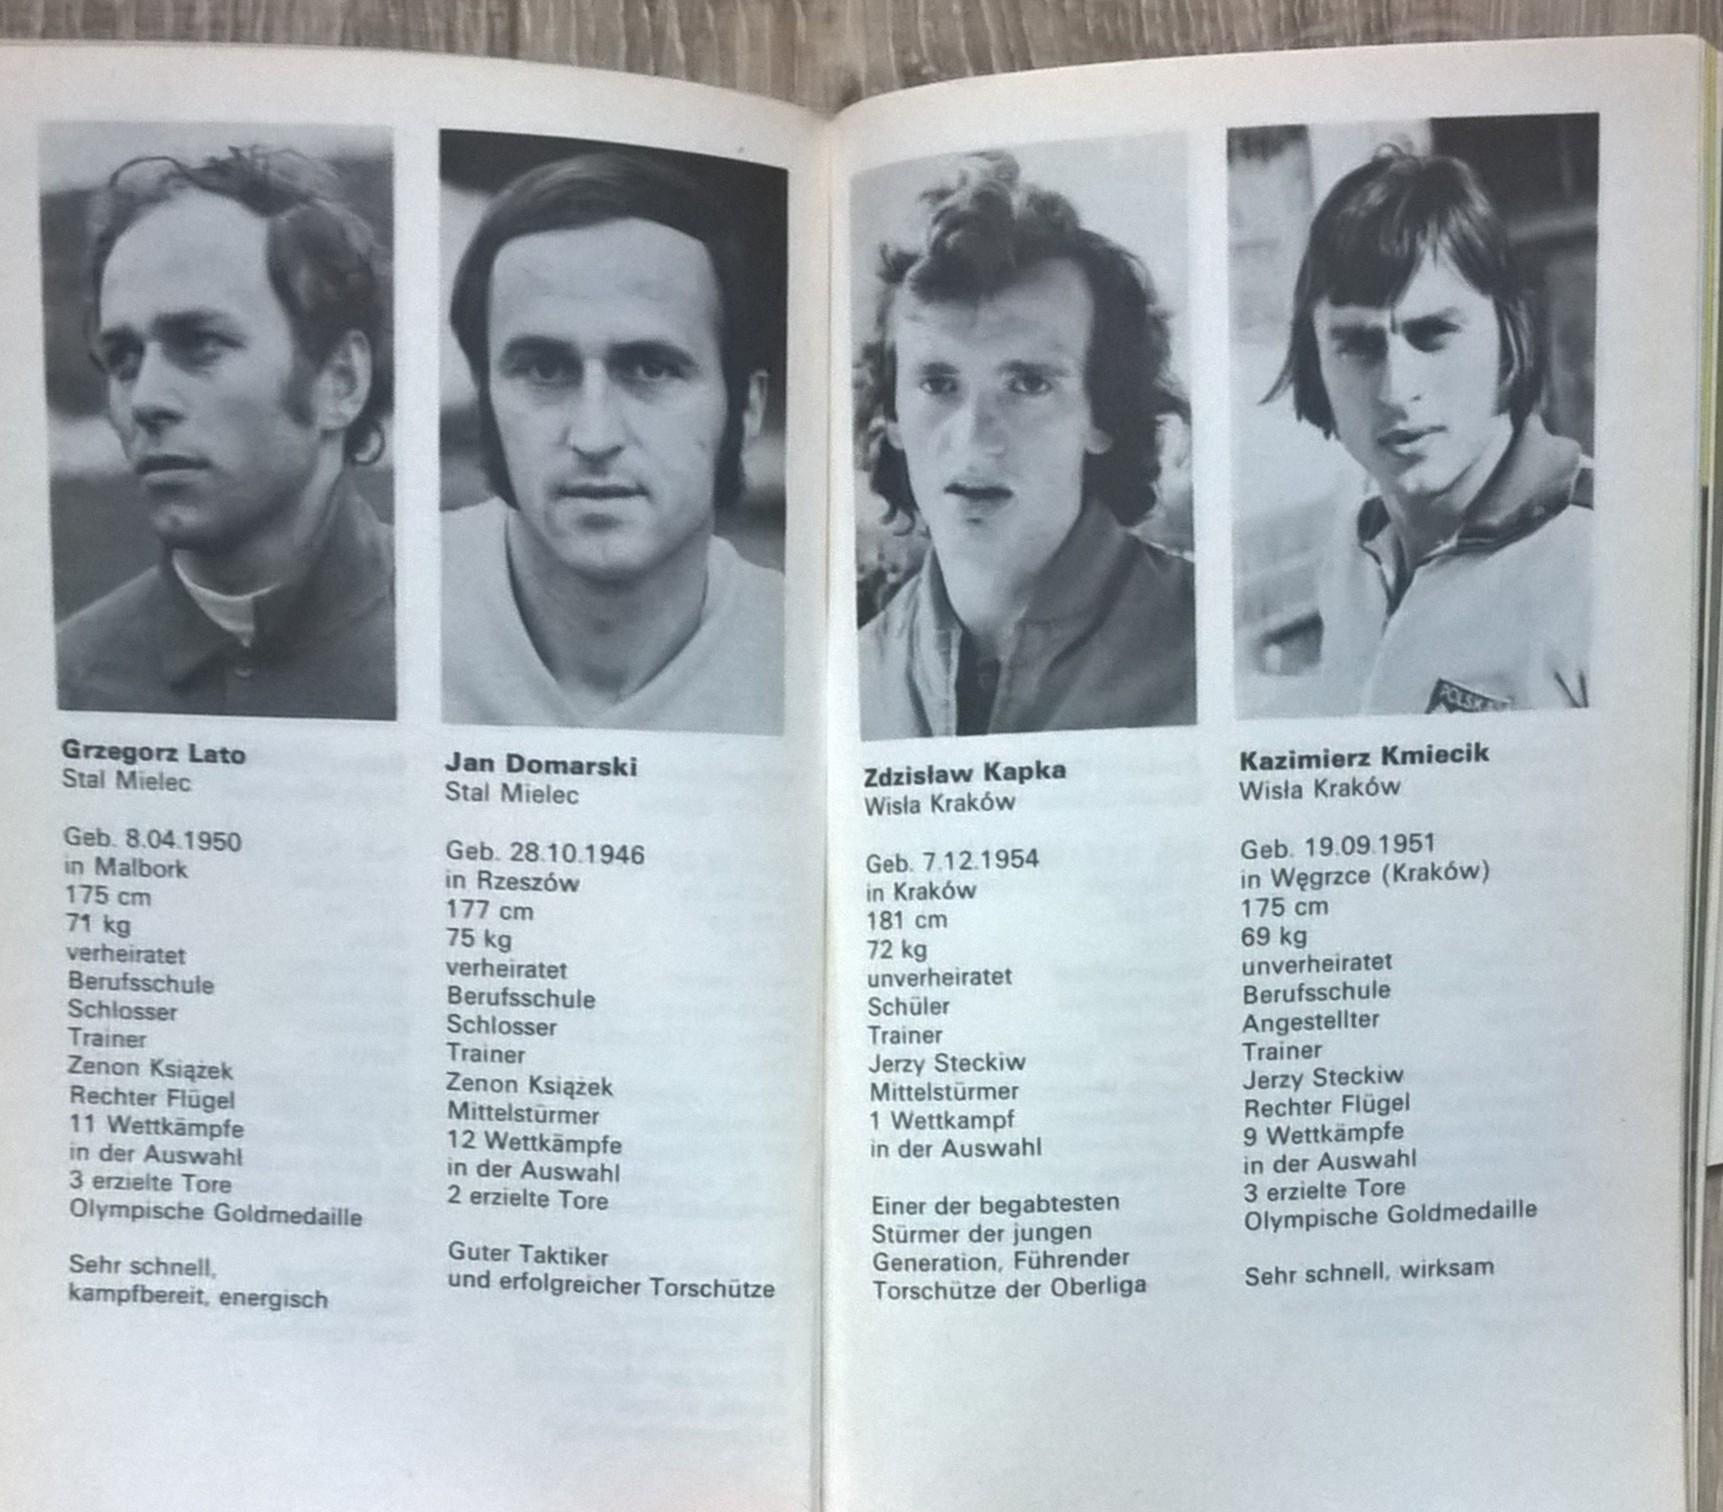 POLSKA
Grzegorz Lato
Stal Mielec
Geb. 8.04.1950
in Malbork
175 cm
71 kg
verheiratet
Berufsschule
Schlosser
Trainer
Zenon Książek
Rechter Flügel
11 Wettkämpfe
in der Auswahl
3 erzielte Tore
Olympische Goldmedaille
Sehr schnell,
kampfbereit, energisch
Jan Domarski
Stal Mielec
Geb. 28.10.1946
in Rzeszów
177 cm
75 kg
verheiratet
Berufsschule
Schlosser
Trainer
Zenon Książek
Mittelstürmer
12 Wettkämpfe
in der Auswahl
2 erzielte Tore
Guter Taktiker
und erfolgreicher Torschütze
Zdzisław Kapka
Wisła Kraków
Geb. 7.12.1954
in Kraków
181 cm
72 kg
unverheiratet
Schüler
Trainer
Jerzy Steckiw
Mittelstürmer
1 Wettkampf
in der Auswahl
Einer der begabtesten
Stürmer der jungen
Generation, Führender
Torschütze der Oberliga
Kazimierz Kmiecik
Wisła Kraków
Geb. 19.09.1951
in Węgrzce (Kraków)
175 cm
69 kg
unverheiratet
Berufsschule
Angestellter
Trainer
Jerzy Steckiw
Rechter Flügel
9 Wettkämpfe
in der Auswahl
3 erzielte Tore
Olympische Goldmedaille
Sehr schnell, wirksam